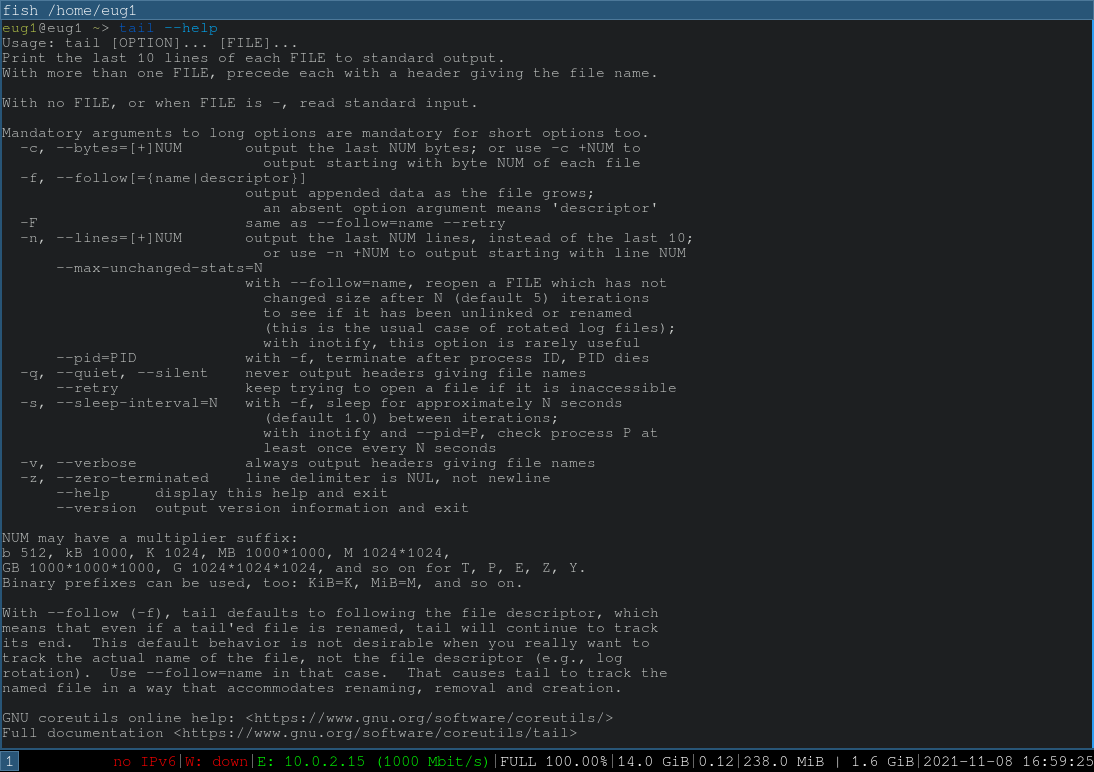 fish /home/eug1
eug1@eug1 ~> tail --help
Usage: tail [OPTION]... [FILE]...
Print the last 10 lines of each FILE to standard output.
With more than one FILE, precede each with a header giving the file name.

With no FILE, or when FILE is -, read standard input.

Mandatory arguments to long options are mandatory for short options too.
  -c, --bytes=[+]NUM       output the last NUM bytes; or use -c +NUM to
                             output starting with byte NUM of each file
  -f, --follow[={name|descriptor}]
                           output appended data as the file grows;
                             an absent option argument means 'descriptor'
  -F                       same as --follow=name --retry
  -n, --lines=[+]NUM       output the last NUM lines, instead of the last 10;
                             or use -n +NUM to output starting with line NUM
      --max-unchanged-stats=N
                           with --follow=name, reopen a FILE which has not
                             changed size after N (default 5) iterations
                             to see if it has been unlinked or renamed
                             (this is the usual case of rotated log files);
                             with inotify, this option is rarely useful
      --pid=PID            with -f, terminate after process ID, PID dies
  -q, --quiet, --silent    never output headers giving file names
      --retry              keep trying to open a file if it is inaccessible
  -s, --sleep-interval=N   with -f, sleep for approximately N seconds
                             (default 1.0) between iterations;
                             with inotify and --pid=P, check process P at
                             least once every N seconds
  -v, --verbose            always output headers giving file names
  -z, --zero-terminated    line delimiter is NUL, not newline
      --help     display this help and exit
      --version  output version information and exit

NUM may have a multiplier suffix:
b 512, kB 1000, K 1024, MB 1000*1000, M 1024*1024,
GB 1000*1000*1000, G 1024*1024*1024, and so on for T, P, E, Z, Y.
Binary prefixes can be used, too: KiB=K, MiB=M, and so on.

With --follow (-f), tail defaults to following the file descriptor, which
means that even if a tail'ed file is renamed, tail will continue to track
its end.  This default behavior is not desirable when you really want to
track the actual name of the file, not the file descriptor (e.g., log
rotation).  Use --follow=name in that case.  That causes tail to track the
named file in a way that accommodates renaming, removal and creation.

GNU coreutils online help: <https://www.gnu.org/software/coreutils/>
Full documentation <https://www.gnu.org/software/coreutils/tail>
1 no IPv6|W: down|E: 10.0.2.15 (1000 Mbit/s)|FULL 100.00%|14.0 GiB|0.12|238.0 MiB | 1.6 GiB|2021-11-08 16:59:25